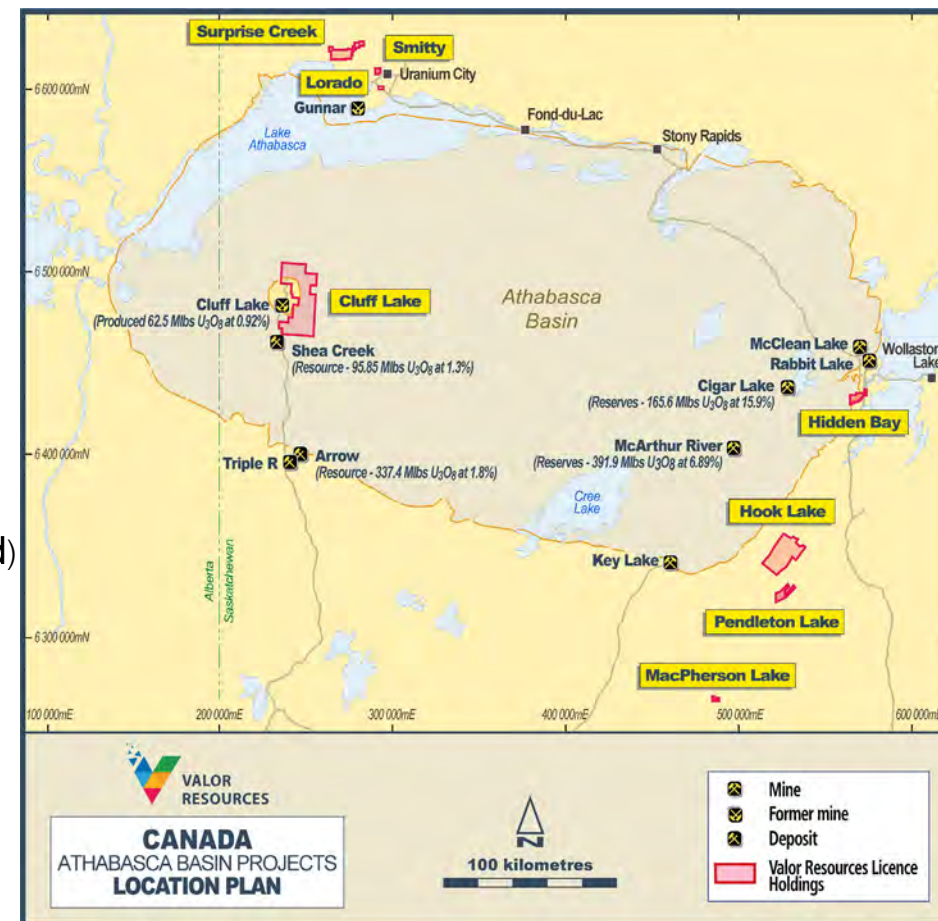 Surprise Creek
Smitty
Uranium City
Lorado
Gunnar
6 600 000mN
Lake
Athabasca
Fond-du-Lac
Stony Rapids
6 500 000mN
Cluff Lake
(Produced 62.5 Mlbs U₃O₈ at 0.92%)
Cluff Lake
Athabasca
Basin
Shea Creek
(Resource - 95.85 Mlbs U₃O₈ at 1.3%)
McClean Lake
Rabbit Lake
Wollaston
Lake
Cigar Lake
(Reserves - 165.6 Mlbs U₃O₈ at 15.9%)
Hidden Bay
6 400 000mN
Triple R
Arrow
(Resource - 337.4 Mlbs U₃O₈ at 1.8%)
McArthur River
(Reserves - 391.9 Mlbs U₃O₈ at 6.89%)
Cree
Lake
Hook Lake
d)
Key Lake
Alberta
Saskatchewan
Pendleton Lake
6 300 000mN
MacPherson Lake
100 000mE
200 000mE
300 000mE
400 000mE
500 000mE
600 000m
VALOR
RESOURCES
CANADA
ATHABASCA BASIN PROJECTS
LOCATION PLAN
N
100 kilometres
Mine
Former mine
Deposit
Valor Resources Licence
Holdings